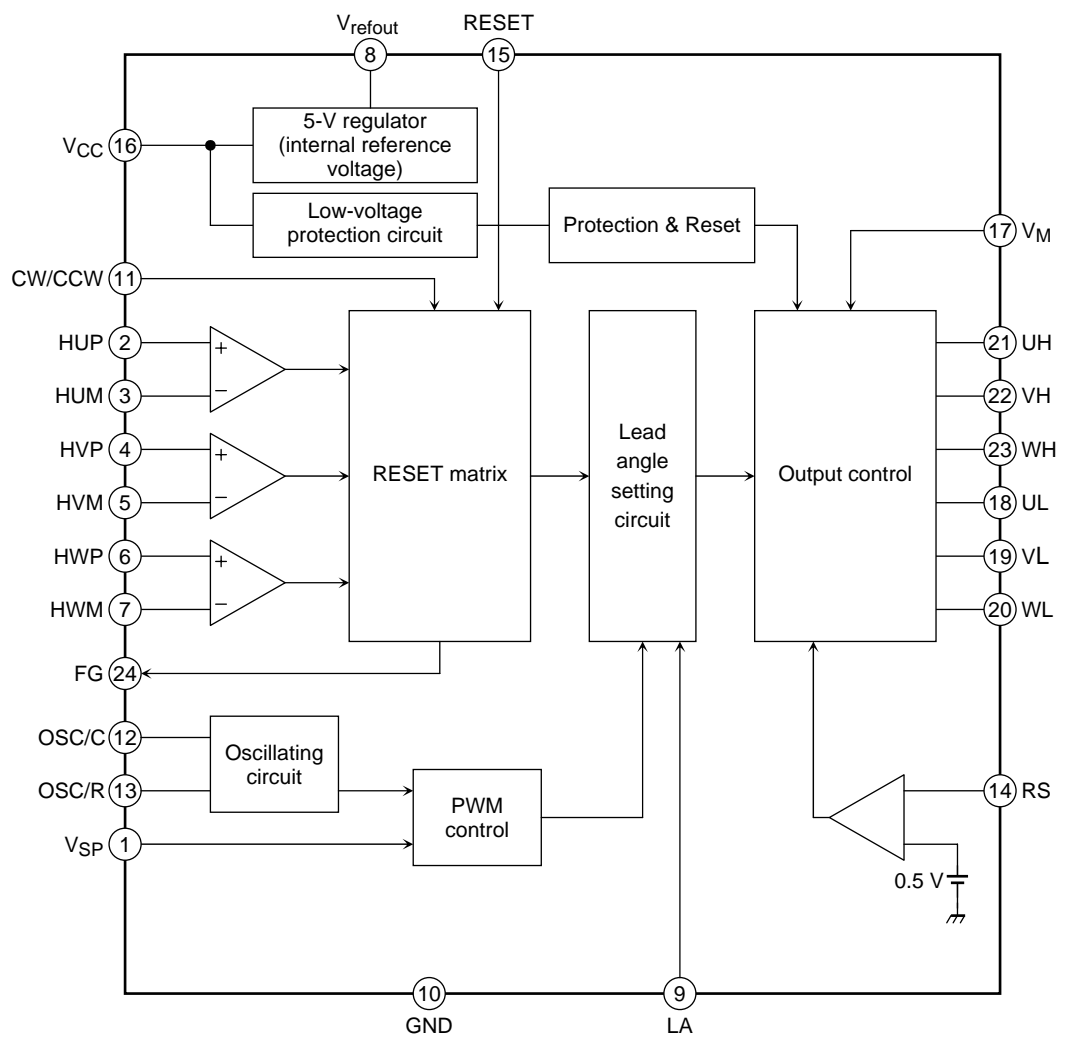 Vrefout
RESET
8
15
5-V regulator
(internal reference
voltage)
VCC
16
Low-voltage
protection circuit
Protection & Reset
17
VM
CW/CCW
11
HUP
2
+
HUM
3
−
HVP
4
+
HVM
5
−
HWP
6
+
HWM
7
−
RESET matrix
Lead
angle
setting
circuit
Output control
21
UH
22
VH
23
WH
18
UL
19
VL
20
WL
FG
24
OSC/C
12
OSC/R
13
VSP
1
Oscillating
circuit
PWM
control
14
RS
0.5 V
10
GND
9
LA